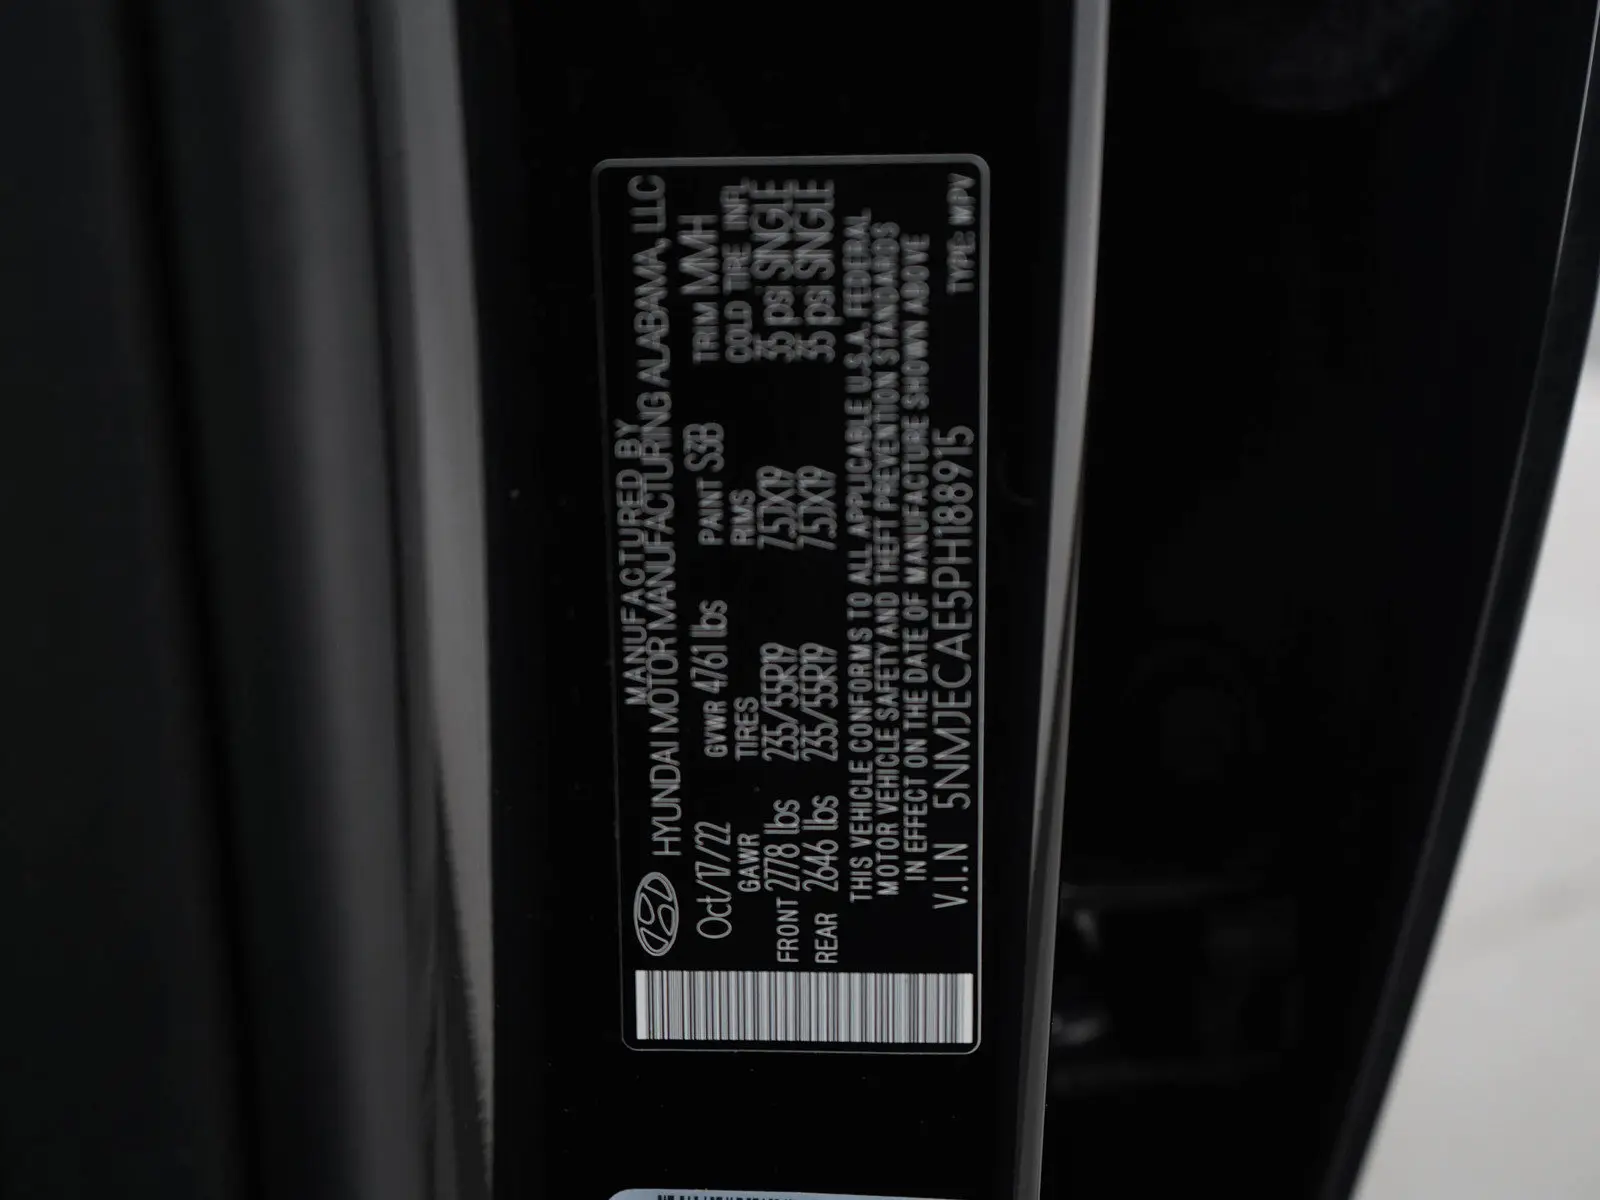 MANUFACTURED BY
HYUNDAI MOTOR MANUFACTURING ALABAMA, LLC
Oct/17/22 GVWR 4761 lbs PAINT S3B TRIM MMH
GAWR TIRES RIMS COLD TIRE INFL
FRONT 2778 lbs 235/55R19 7.5JX19 35 psi SINGLE
REAR 2646 lbs 235/55R19 7.5JX19 35 psi SINGLE
THIS VEHICLE CONFORMS TO ALL APPLICABLE U.S.A. FEDERAL
MOTOR VEHICLE SAFETY AND THEFT PREVENTION STANDARDS
IN EFFECT ON THE DATE OF MANUFACTURE SHOWN ABOVE
V.I.N 5NMJECAE5PH188915 TYPE: MPV